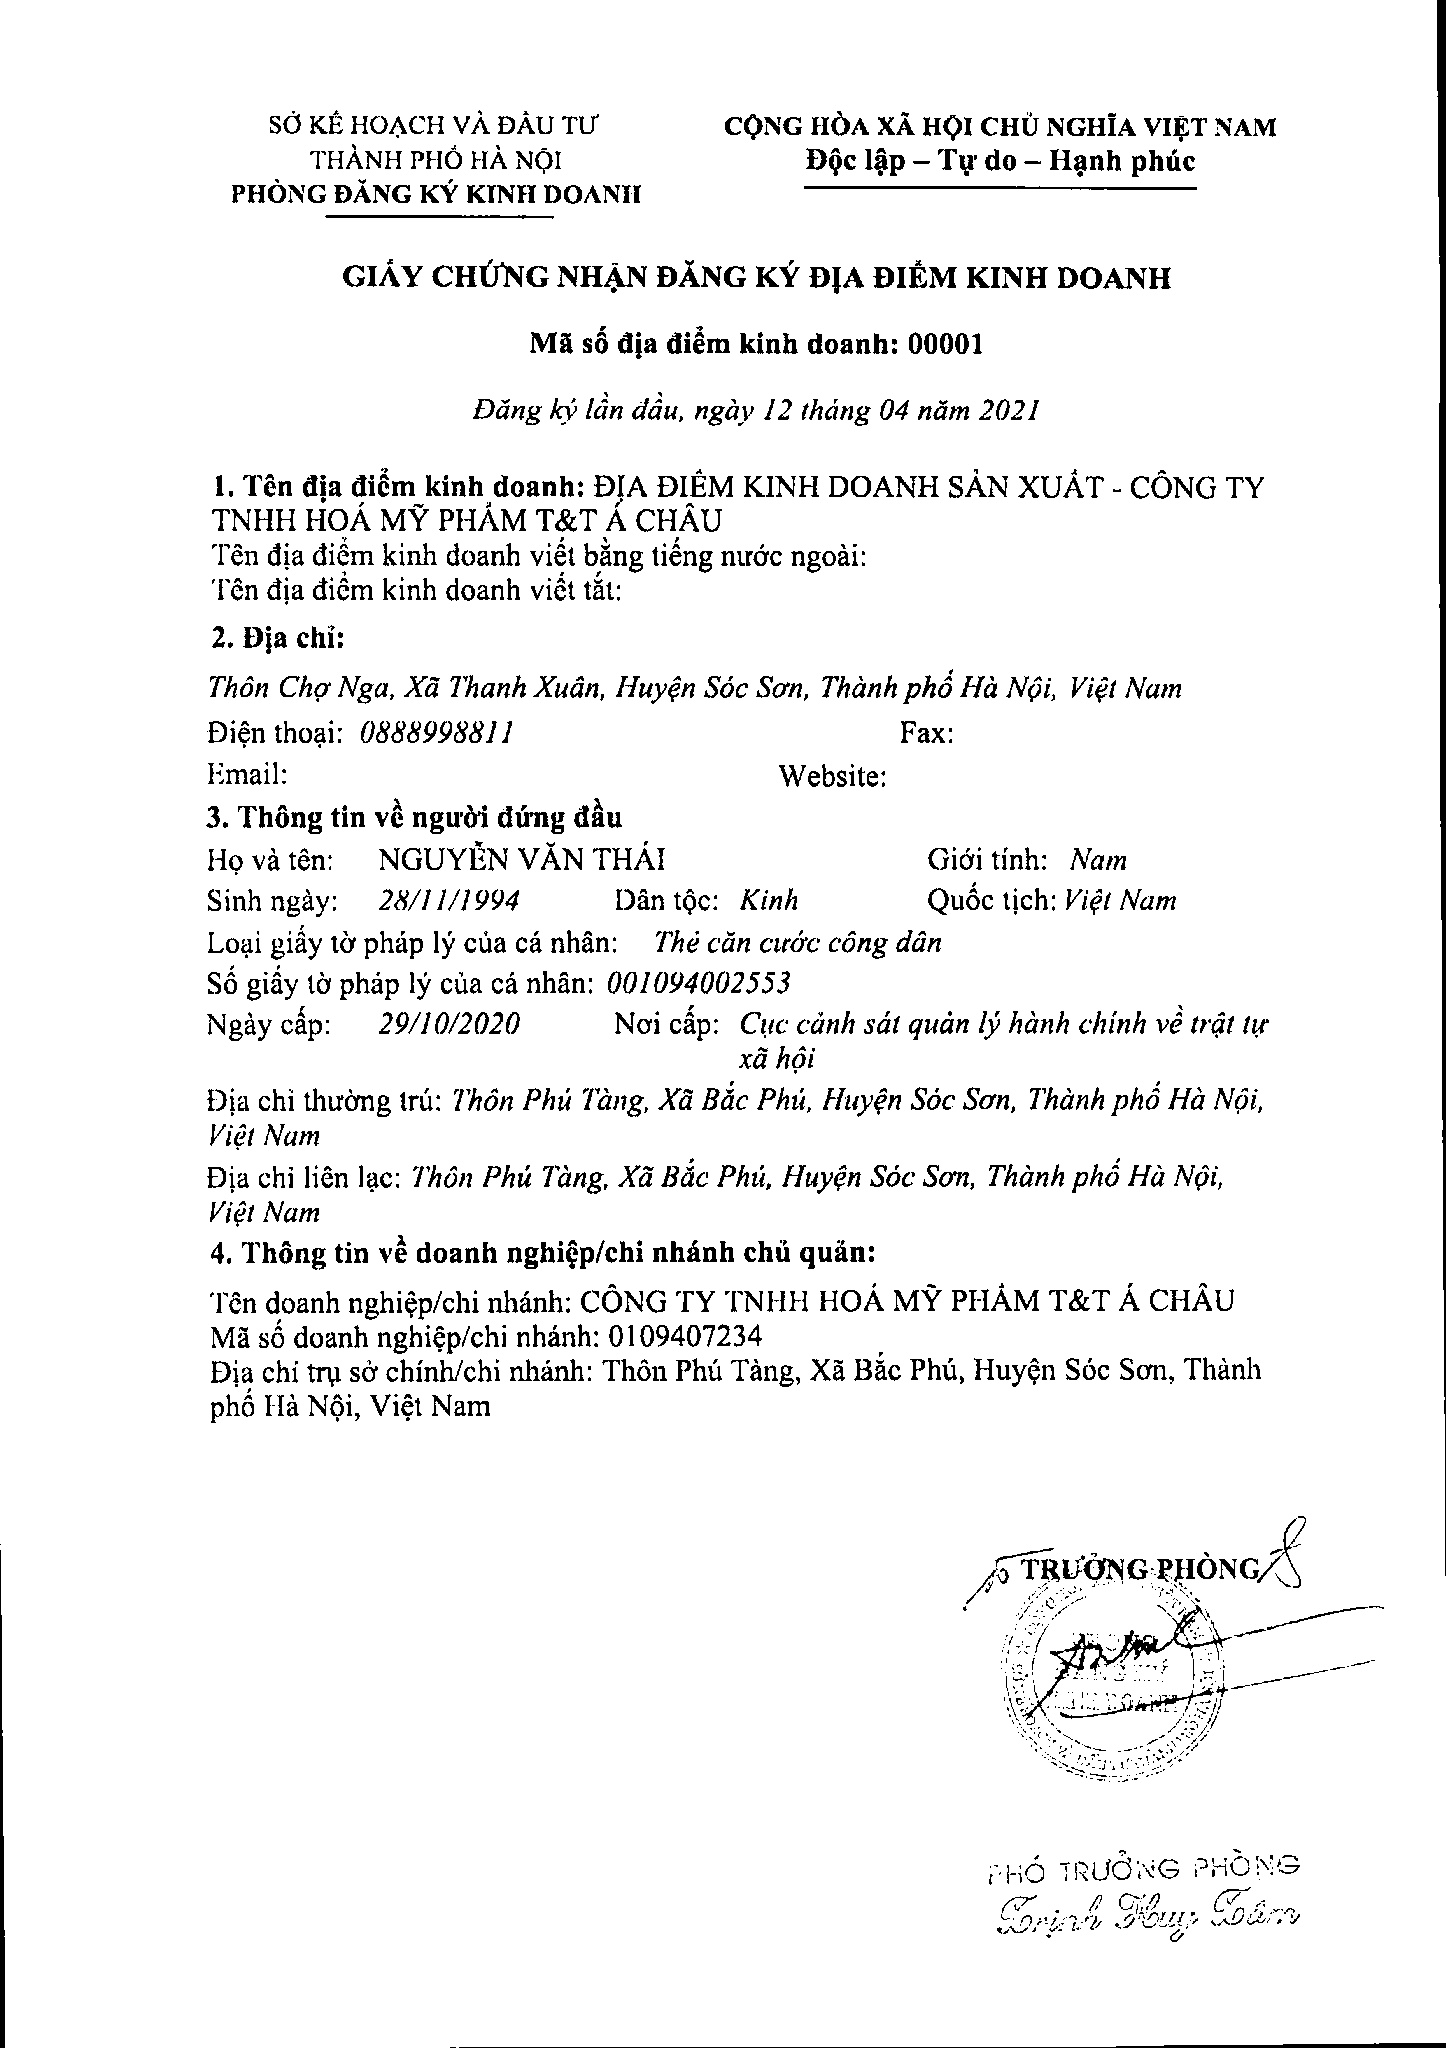 SỞ KẾ HOẠCH VÀ ĐẦU TƯ
THÀNH PHỐ HÀ NỘI
PHÒNG ĐĂNG KÝ KINH DOANH
CỘNG HÒA XÃ HỘI CHỦ NGHĨA VIỆT NAM
Độc lập – Tự do – Hạnh phúc
GIẤY CHỨNG NHẬN ĐĂNG KÝ ĐỊA ĐIỂM KINH DOANH
Mã số địa điểm kinh doanh: 00001
Đăng ký lần đầu, ngày 12 tháng 04 năm 2021
1. Tên địa điểm kinh doanh: ĐỊA ĐIỂM KINH DOANH SẢN XUẤT - CÔNG TY
TNHH HOÁ MỸ PHẨM T&T Á CHÂU
Tên địa điểm kinh doanh viết bằng tiếng nước ngoài:
Tên địa điểm kinh doanh viết tắt:
2. Địa chỉ:
Thôn Chợ Nga, Xã Thanh Xuân, Huyện Sóc Sơn, Thành phố Hà Nội, Việt Nam
Điện thoại: 0888998811 Fax:
Email: Website:
3. Thông tin về người đứng đầu
Họ và tên: NGUYỄN VĂN THÁI Giới tính: Nam
Sinh ngày: 28/11/1994 Dân tộc: Kinh Quốc tịch: Việt Nam
Loại giấy tờ pháp lý của cá nhân: Thẻ căn cước công dân
Số giấy tờ pháp lý của cá nhân: 001094002553
Ngày cấp: 29/10/2020 Nơi cấp: Cục cảnh sát quản lý hành chính về trật tự
xã hội
Địa chỉ thường trú: Thôn Phú Tàng, Xã Bắc Phú, Huyện Sóc Sơn, Thành phố Hà Nội,
Việt Nam
Địa chỉ liên lạc: Thôn Phú Tàng, Xã Bắc Phú, Huyện Sóc Sơn, Thành phố Hà Nội,
Việt Nam
4. Thông tin về doanh nghiệp/chi nhánh chủ quản:
Tên doanh nghiệp/chi nhánh: CÔNG TY TNHH HOÁ MỸ PHẨM T&T Á CHÂU
Mã số doanh nghiệp/chi nhánh: 0109407234
Địa chỉ trụ sở chính/chi nhánh: Thôn Phú Tàng, Xã Bắc Phú, Huyện Sóc Sơn, Thành
phố Hà Nội, Việt Nam
TRƯỞNG PHÒNG
PHÒNG
ĐĂNG KÝ
KINH DOANH
PHÓ TRƯỞNG PHÒNG
Trịnh Huy Tâm